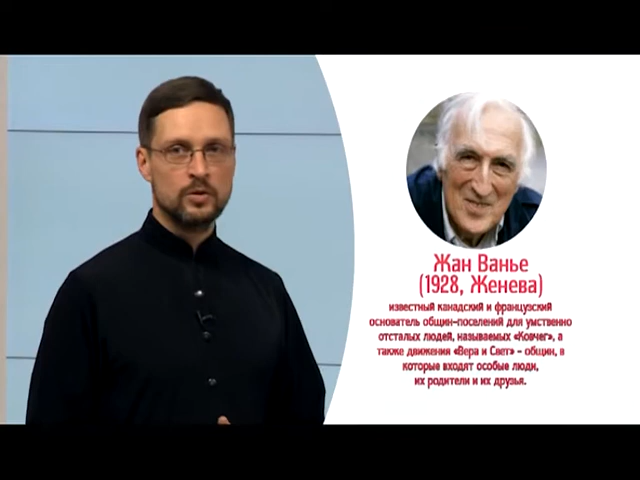 Жан Ванье
(1928, Женева)
известный канадский и французский
основатель общин-поселений для умственно
отсталых людей, называемых «Ковчег», а
также движения «Вера и Свет» - общин, в
которые входят особые люди,
их родители и их друзья.